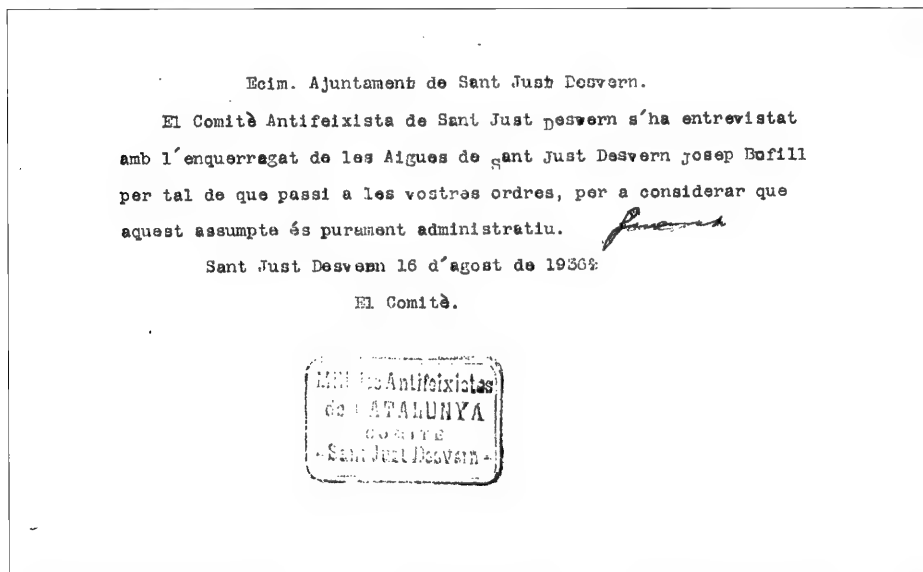 Ecim. Ajuntament de Sant Just Desvern.
El Comitè Antifeixista de Sant Just Desvern s'ha entrevistat
amb l'enquerragat de les Aigues de Sant Just Desvern Josep Bofill
per tal de que passi a les vostres ordres, per a considerar que
aquest assumpte és purament administratiu.
Sant Just Desvern 16 d'agost de 1936
El Comitè.
Antifeixistes
de CATALUNYA
COMITE
- Sant Just Desvern -